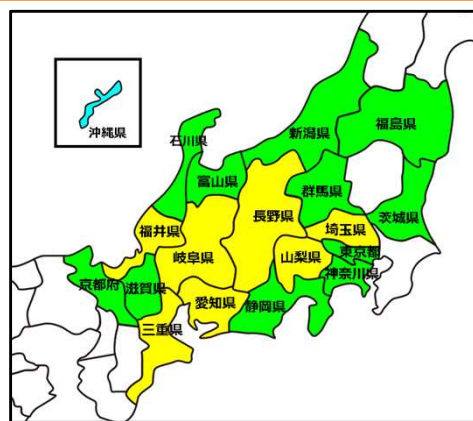 沖縄県
新潟県
福島県
石川県
富山県
群馬県
長野県
茨城県
福井県
埼玉県
岐阜県
山梨県
東京都
神奈川県
京都府
滋賀県
愛知県
静岡県
三重県